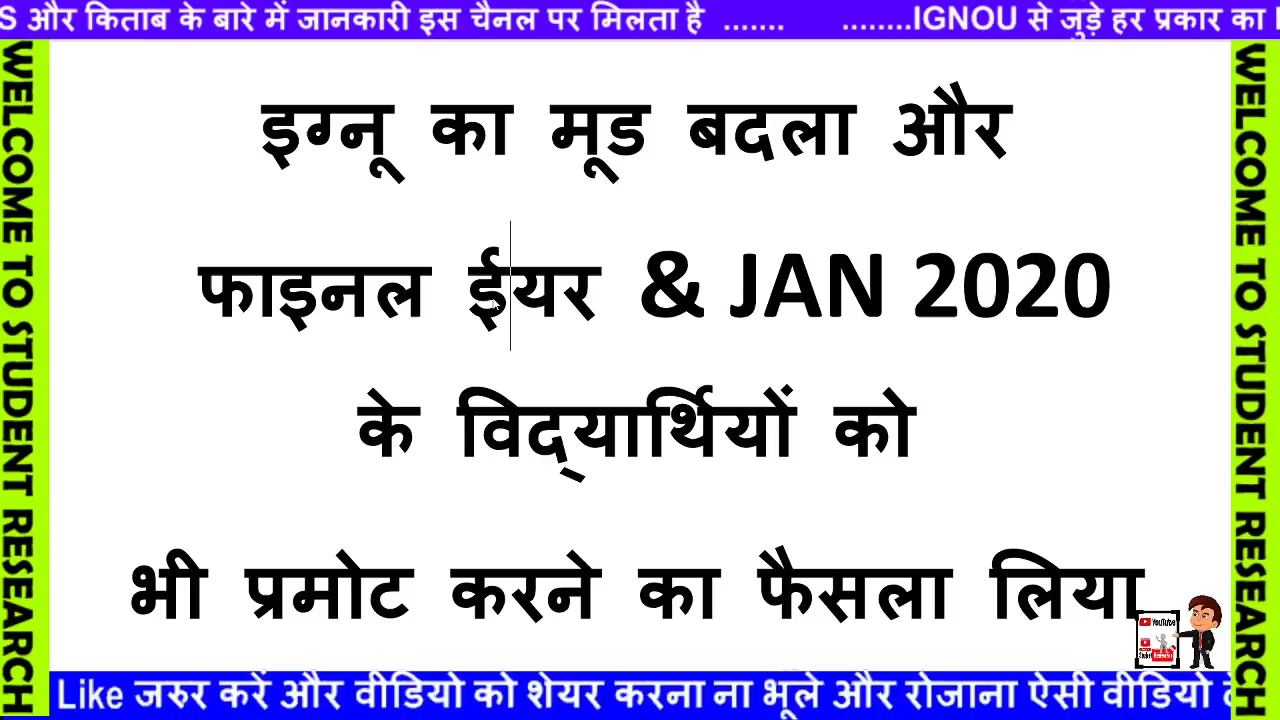 और किताब के बारे में जानकारी इस चैनल पर मिलता है ....... ........IGNOU से जुड़े हर प्रकार का
WELCOME TO STUDENT RESEARCH
इग्नू का मूड बदला और
फाइनल ईयर & JAN 2020
के विद्यार्थियों को
भी प्रमोट करने का फैसला लिया
YouTube
WELCOME TO STUDENT RESEARCH
Like जरुर करें और वीडियो को शेयर करना ना भूले और रोजाना ऐसी वीडियो